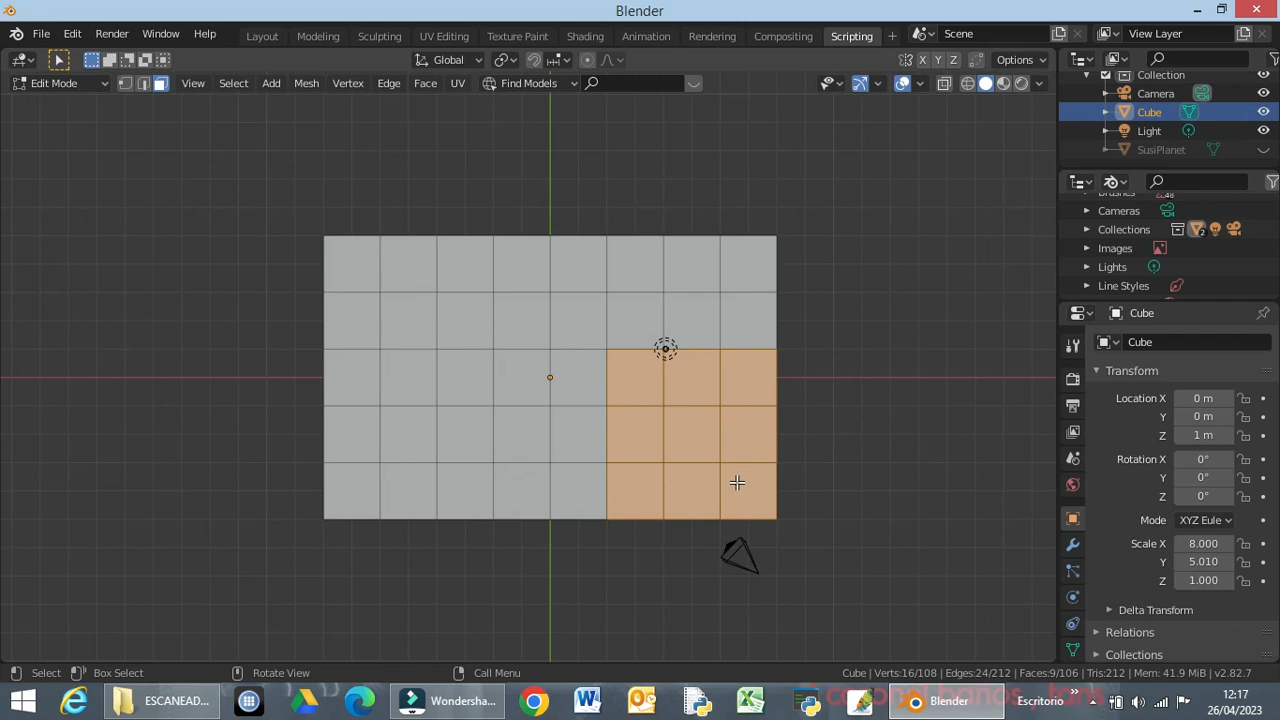 Blender
File Edit Render Window Help
Layout Modeling Sculpting UV Editing Texture Paint Shading Animation Rendering Compositing Scripting +
Scene
View Layer
Global
X Y Z Options
Edit Mode View Select Add Mesh Vertex Edge Face UV Find Models
Collection
Camera
Cube
Light
SusiPlanet
Cameras
Collections 2
Images
Lights
Line Styles
Cube
Cube
Transform
Location X 0 m
Y 0 m
Z 1 m
Rotation X 0°
Y 0°
Z 0°
Mode XYZ Eule
Scale X 8.000
Y 5.010
Z 1.000
Delta Transform
Relations
Collections
Select Box Select Rotate View Call Menu Cube | Verts:16/108 | Edges:24/212 | Faces:9/106 | Tris:212 | Mem: 41.9 MiB | v2.82.7
ESCANEAD... Wondersha... Blender Escritorio
12:17
26/04/2023